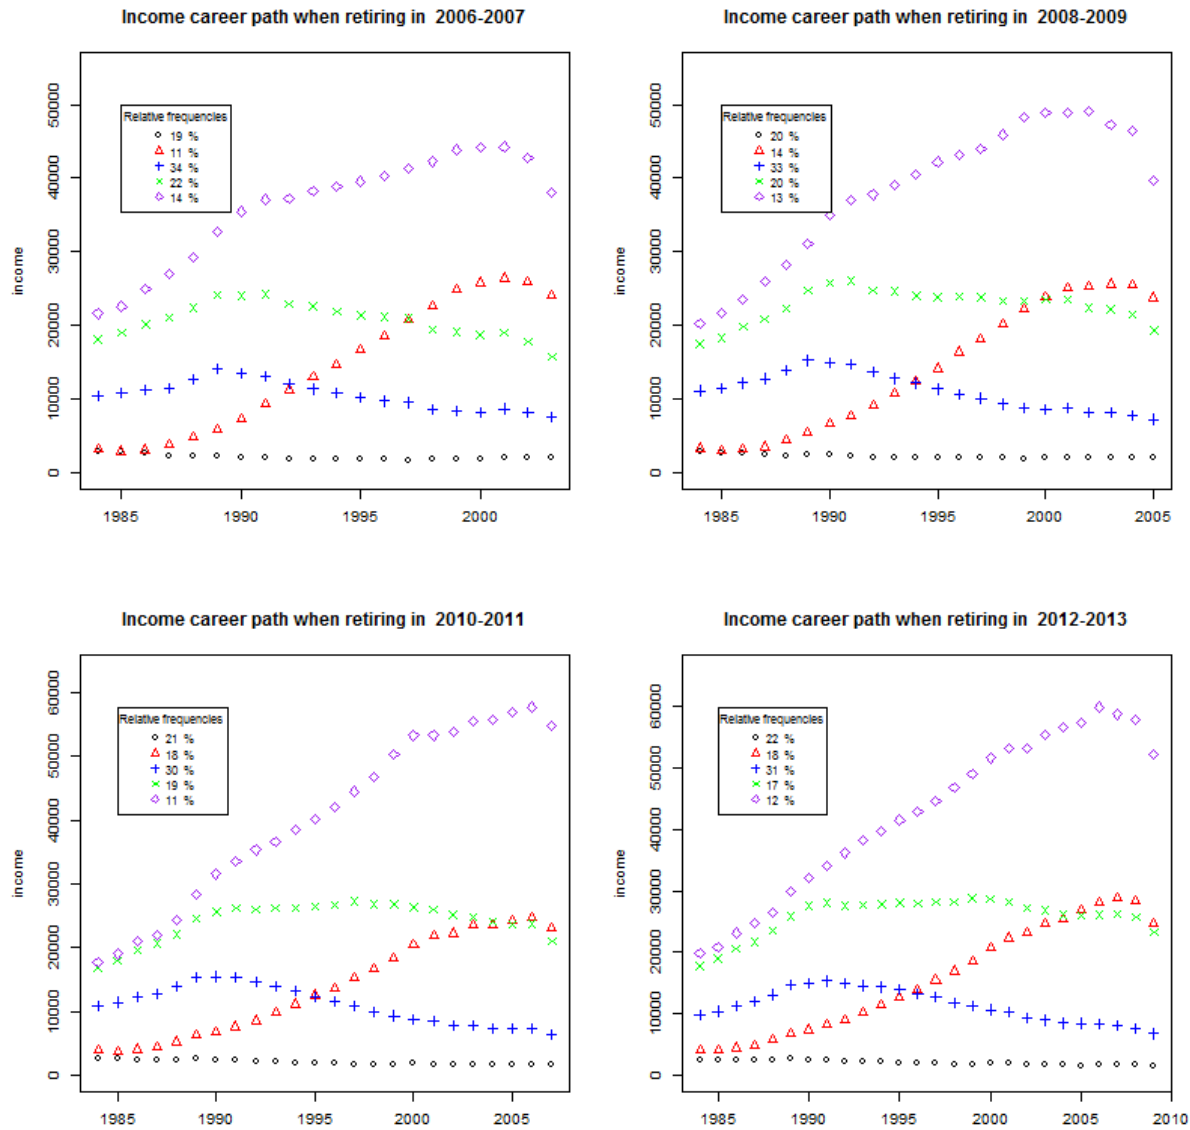 Income career path when retiring in 2006-2007
income
50000
40000
30000
20000
10000
0
Relative frequencies
19 %
11 %
34 %
22 %
14 %
1985 1990 1995 2000
Income career path when retiring in 2008-2009
income
50000
40000
30000
20000
10000
0
Relative frequencies
20 %
14 %
33 %
20 %
13 %
1985 1990 1995 2000 2005
Income career path when retiring in 2010-2011
income
60000
50000
40000
30000
20000
10000
0
Relative frequencies
21 %
18 %
30 %
19 %
11 %
1985 1990 1995 2000 2005
Income career path when retiring in 2012-2013
income
60000
50000
40000
30000
20000
10000
0
Relative frequencies
22 %
18 %
31 %
17 %
12 %
1985 1990 1995 2000 2005 2010